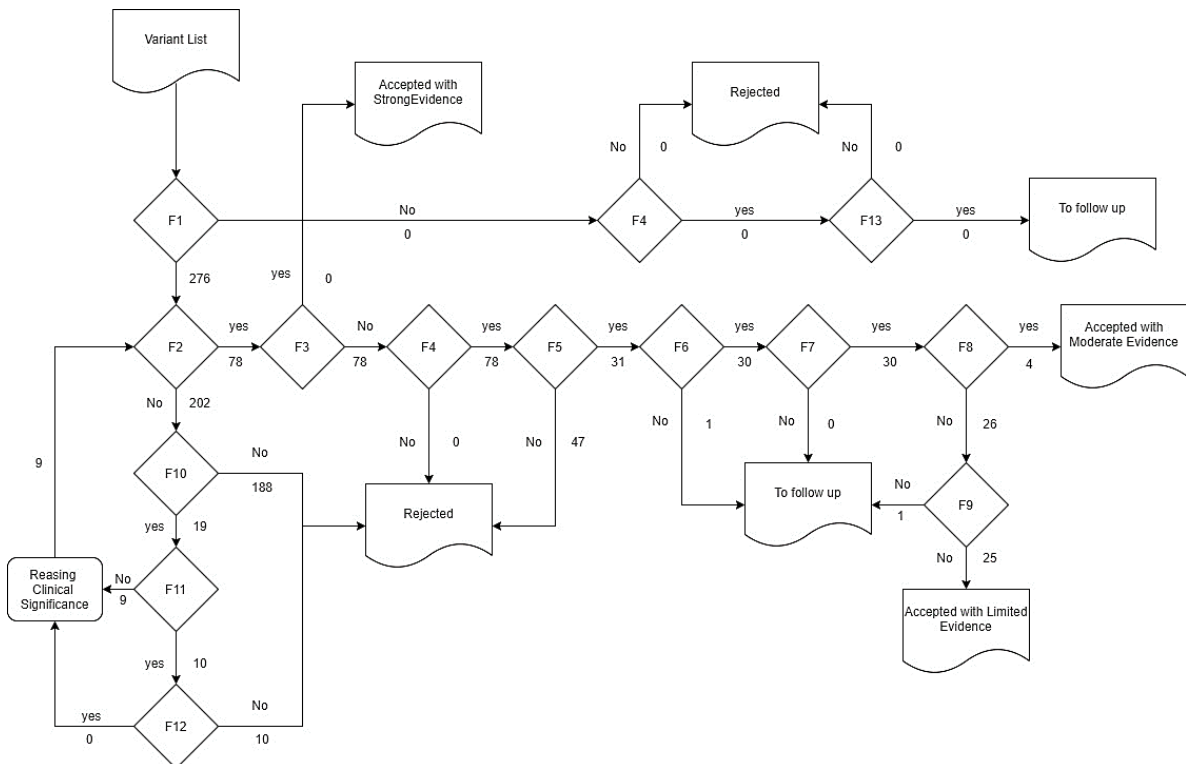 Variant List
Accepted with
StrongEvidence
Rejected
No
0
No
0
F1
No
0
F4
yes
0
F13
yes
0
To follow up
276
yes
0
F2
yes
78
F3
No
78
F4
yes
78
F5
yes
31
F6
yes
30
F7
yes
30
F8
yes
4
Accepted with
Moderate Evidence
No
202
No
0
No
47
No
1
No
0
No
26
9
F10
No
188
Rejected
To follow up
No
1
F9
yes
19
Reasing
Clinical
Significance
No
9
F11
No
25
Accepted with Limited
Evidence
yes
10
yes
0
F12
No
10